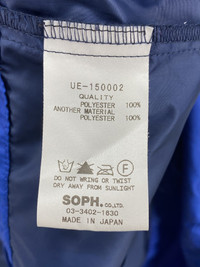 UE-150002
QUALITY
POLYESTER 100%
ANOTHER MATERIAL
POLYESTER 100%
F
DO NOT WRING OR TWIST
DRY AWAY FROM SUNLIGHT
SOPH.CO.,LTD.
03-3402-1830
MADE IN JAPAN